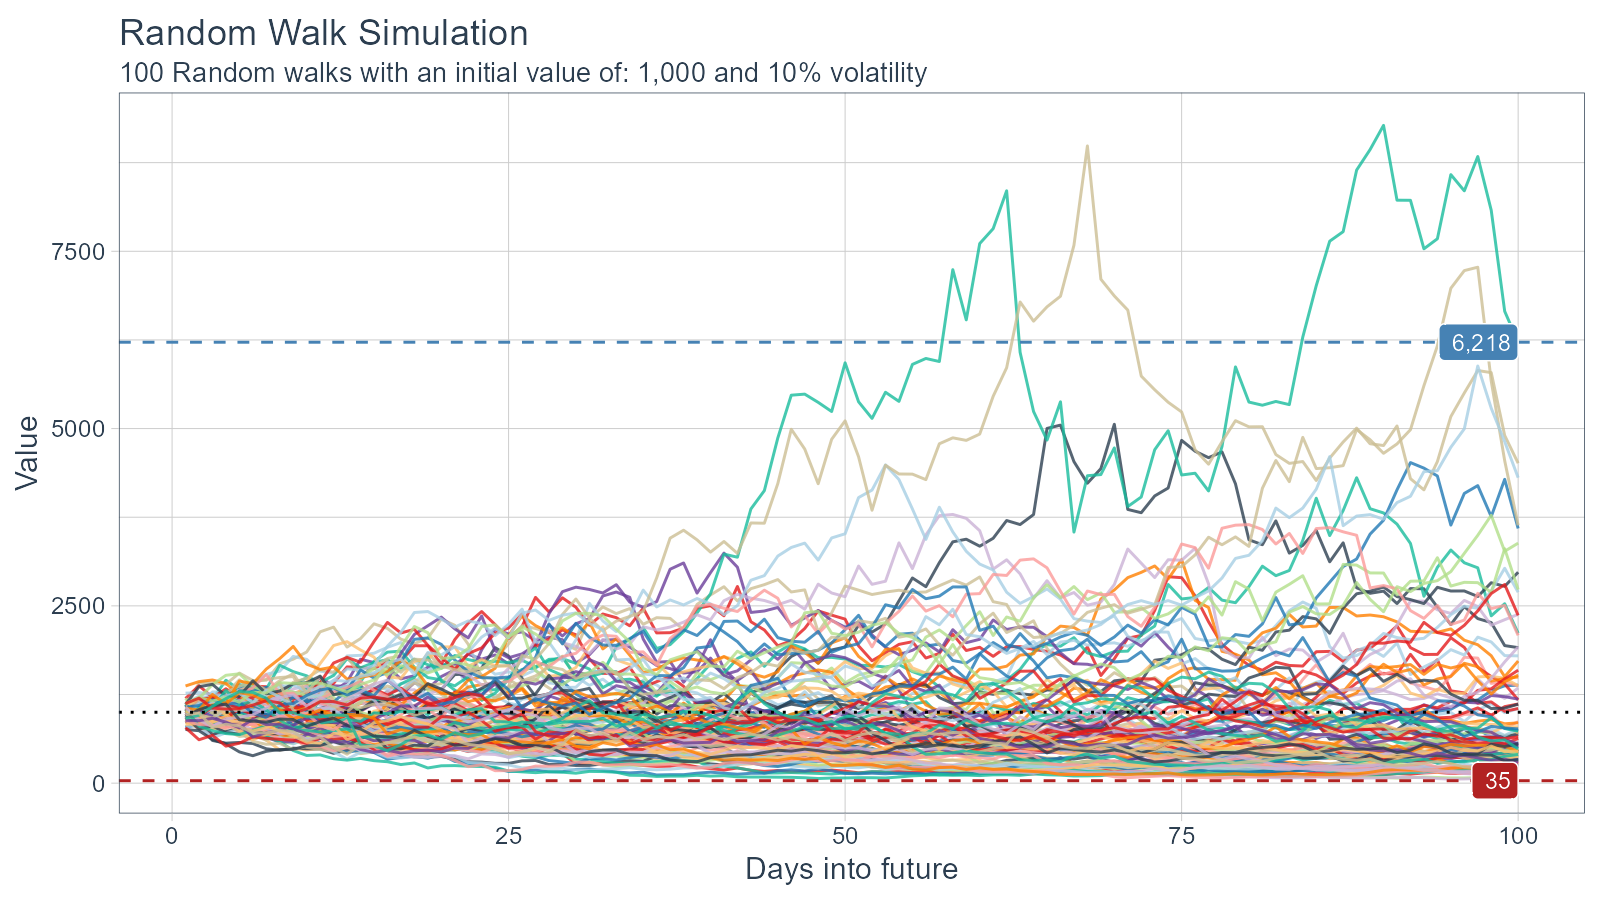 Random Walk Simulation
100 Random walks with an initial value of: 1,000 and 10% volatility
Value
7500
5000
2500
0
6,218
35
0 25 50 75 100
Days into future